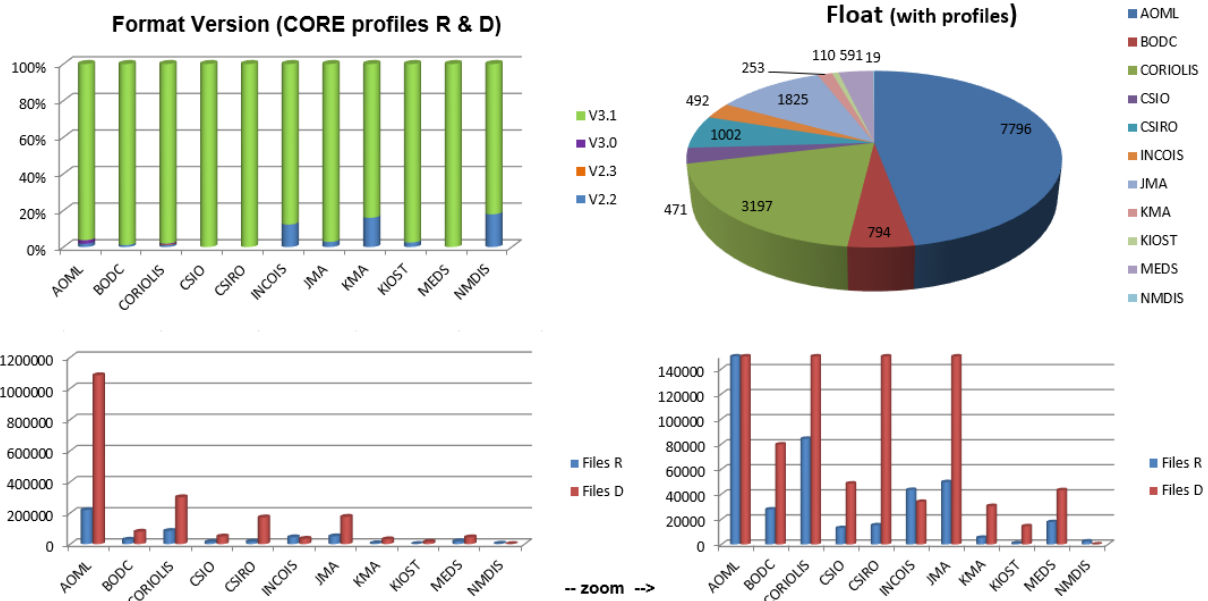 Format Version (CORE profiles R & D)
100%
80%
60%
40%
20%
0%
AOML
BODC
CORIOLIS
CSIO
CSIRO
INCOIS
JMA
KMA
KIOST
MEDS
NMDIS
V3.1
V3.0
V2.3
V2.2
Float (with profiles)
110 591 19
253
492
1825
1002
7796
471
3197
794
AOML
BODC
CORIOLIS
CSIO
CSIRO
INCOIS
JMA
KMA
KIOST
MEDS
NMDIS
1200000
1000000
800000
600000
400000
200000
0
AOML
BODC
CORIOLIS
CSIO
CSIRO
INCOIS
JMA
KMA
KIOST
MEDS
NMDIS
Files R
Files D
-- zoom -->
140000
120000
100000
80000
60000
40000
20000
0
AOML
BODC
CORIOLIS
CSIO
CSIRO
INCOIS
JMA
KMA
KIOST
MEDS
NMDIS
Files R
Files D